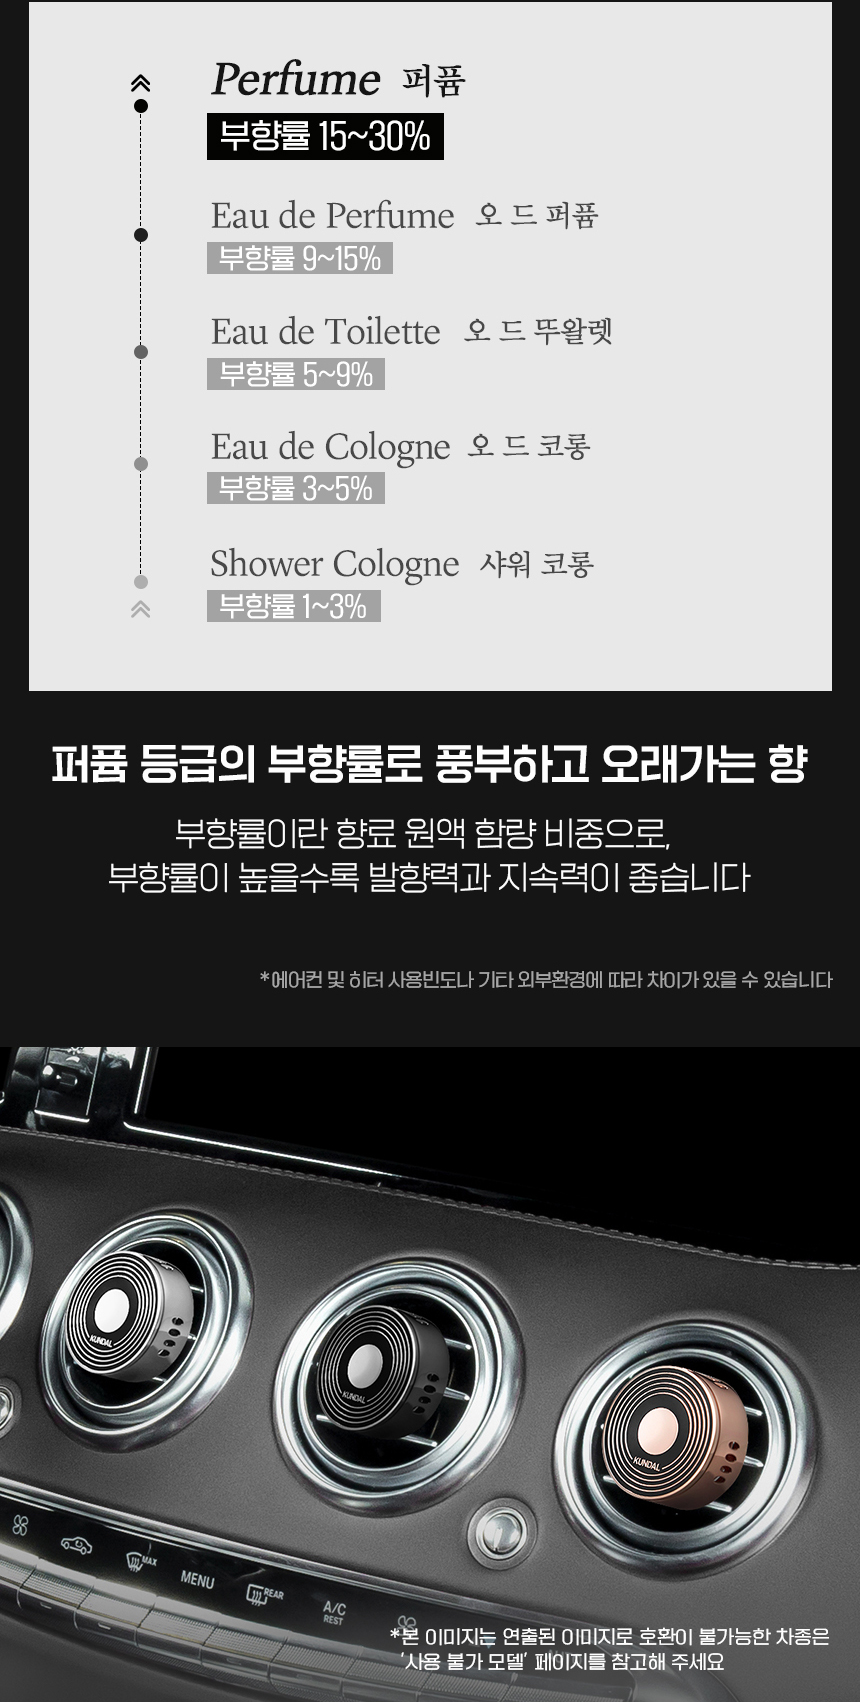 Perfume 퍼퓸
부향률 15~30%
Eau de Perfume 오 드 퍼퓸
부향률 9~15%
Eau de Toilette 오 드 뚜왈렛
부향률 5~9%
Eau de Cologne 오 드 코롱
부향률 3~5%
Shower Cologne 샤워 코롱
부향률 1~3%
퍼퓸 등급의 부향률로 풍부하고 오래가는 향
부향률이란 향료 원액 함량 비중으로,
부향률이 높을수록 발향력과 지속력이 좋습니다
*에어컨 및 히터 사용빈도나 기타 외부환경에 따라 차이가 있을 수 있습니다
KUNDAL
KUNDAL
KUNDAL
MAX
MENU
REAR
A/C
REST
*본 이미지는 연출된 이미지로 호환이 불가능한 차종은
'사용 불가 모델' 페이지를 참고해 주세요